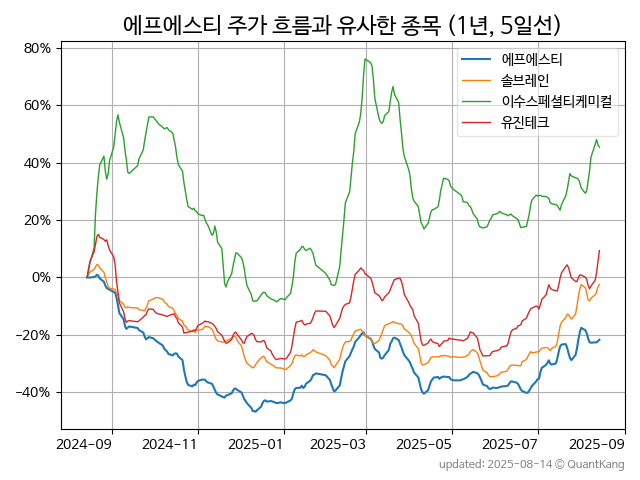 에프에스티 주가 흐름과 유사한 종목 (1년, 5일선)
80%
60%
40%
20%
0%
−20%
−40%
에프에스티
솔브레인
이수스페셜티케미컬
유진테크
2024-09
2024-11
2025-01
2025-03
2025-05
2025-07
2025-09
updated: 2025-08-14 © QuantKang